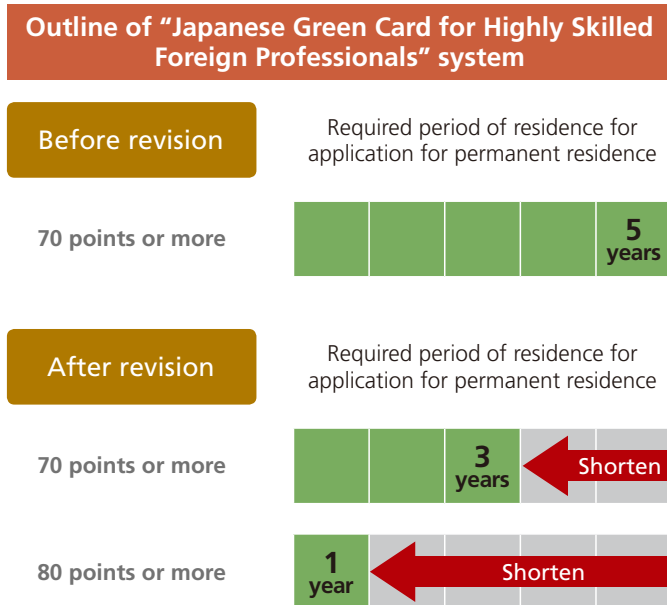 Outline of “Japanese Green Card for Highly Skilled
Foreign Professionals” system
Before revision
Required period of residence for
application for permanent residence
70 points or more
5
years
After revision
Required period of residence for
application for permanent residence
70 points or more
3
years
Shorten
80 points or more
1
year
Shorten